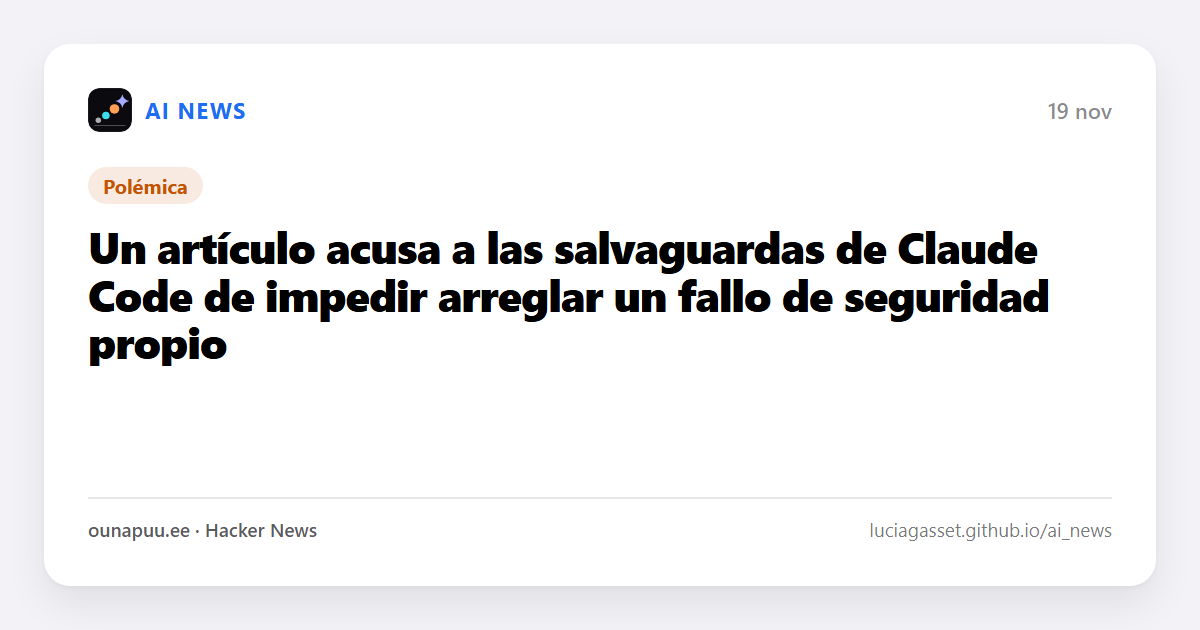 AI NEWS
19 nov
Polémica
Un artículo acusa a las salvaguardas de Claude
Code de impedir arreglar un fallo de seguridad
propio
ounapuu.ee · Hacker News
luciagasset.github.io/ai_news